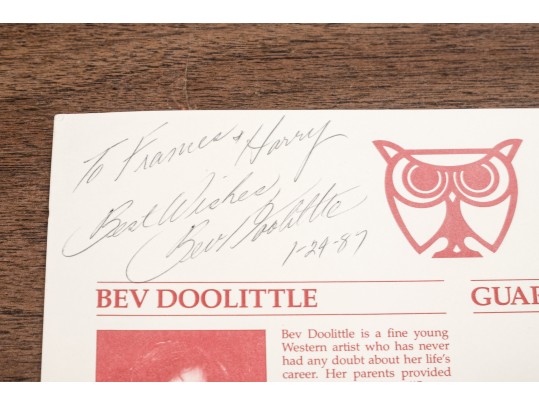 To Frances & Harry
Best Wishes
Bev Doolittle
1-29-87
BEV DOOLITTLE
GUAR
Bev Doolittle is a fine young
Western artist who has never
had any doubt about her life's
career. Her parents provided